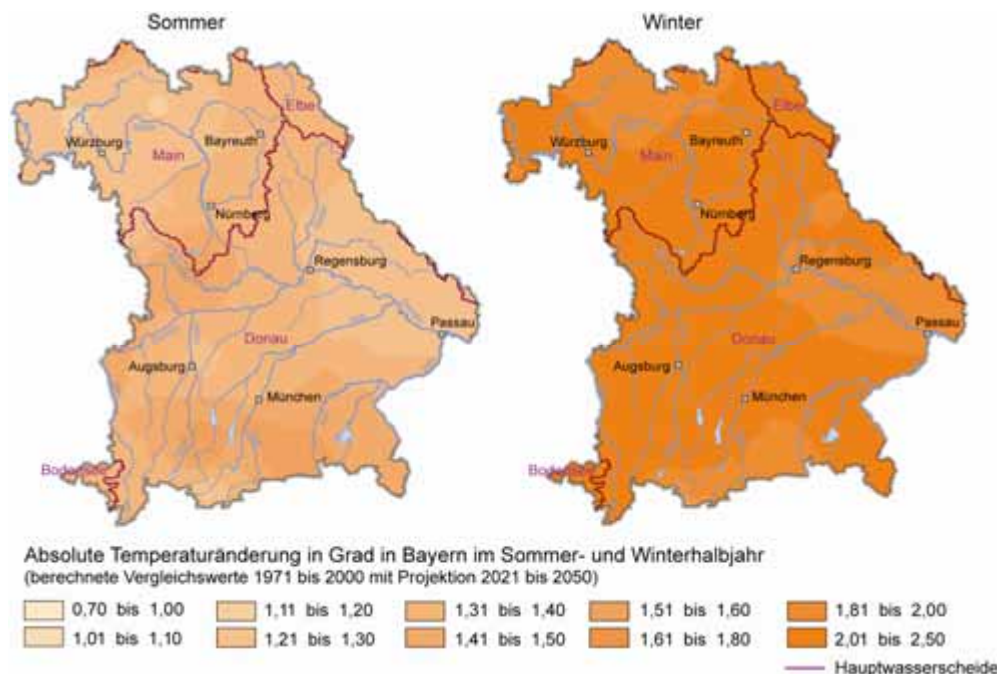 Sommer
Winter
Elbe
Würzburg
Bayreuth
Main
Nürnberg
Regensburg
Passau
Donau
Augsburg
München
Bodensee
Elbe
Würzburg
Bayreuth
Main
Nürnberg
Regensburg
Passau
Donau
Augsburg
München
Bodensee
Absolute Temperaturänderung in Grad in Bayern im Sommer- und Winterhalbjahr
(berechnete Vergleichswerte 1971 bis 2000 mit Projektion 2021 bis 2050)
0,70 bis 1,00
1,11 bis 1,20
1,31 bis 1,40
1,51 bis 1,60
1,81 bis 2,00
1,01 bis 1,10
1,21 bis 1,30
1,41 bis 1,50
1,61 bis 1,80
2,01 bis 2,50
Hauptwasserscheide